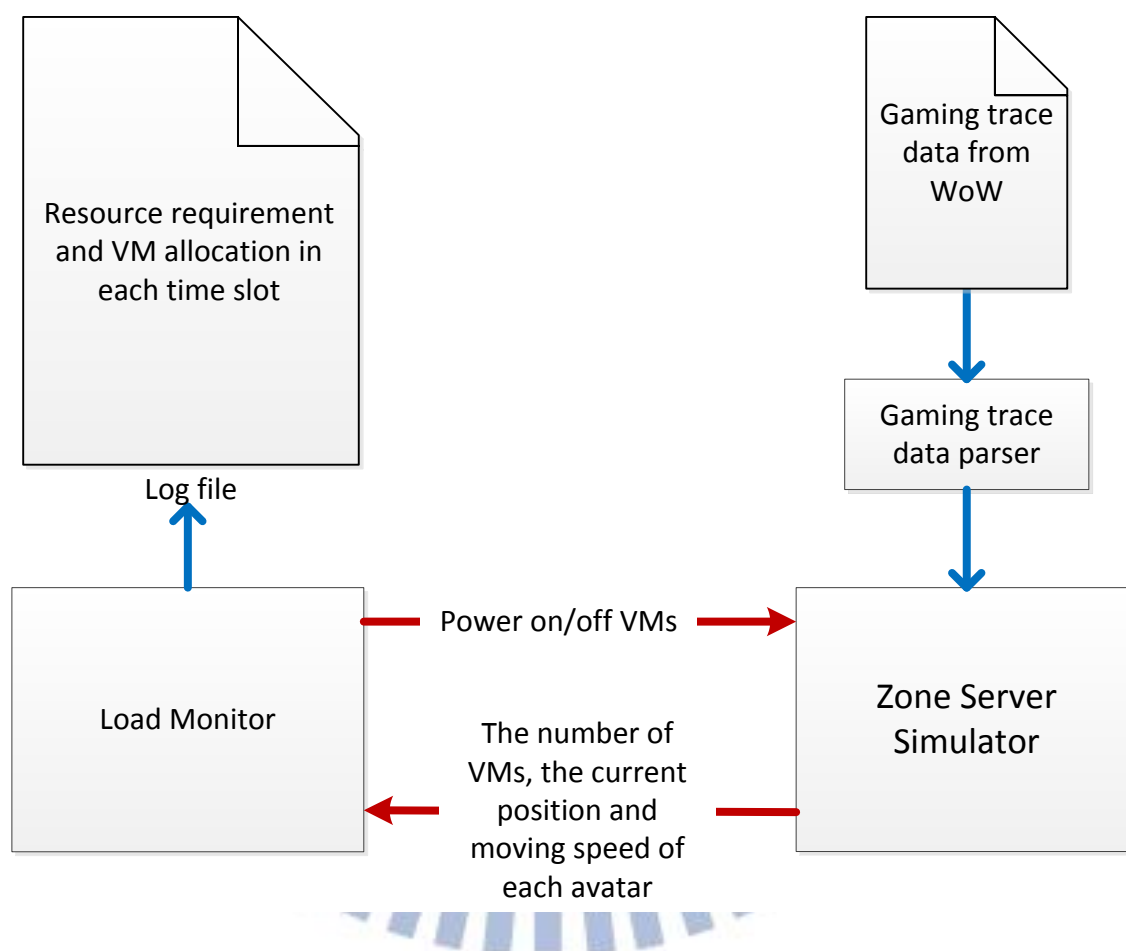 Resource requirement
and VM allocation in
each time slot
Log file
Gaming trace
data from
WoW
Gaming trace
data parser
Load Monitor
Power on/off VMs
The number of
VMs, the current
position and
moving speed of
each avatar
Zone Server
Simulator